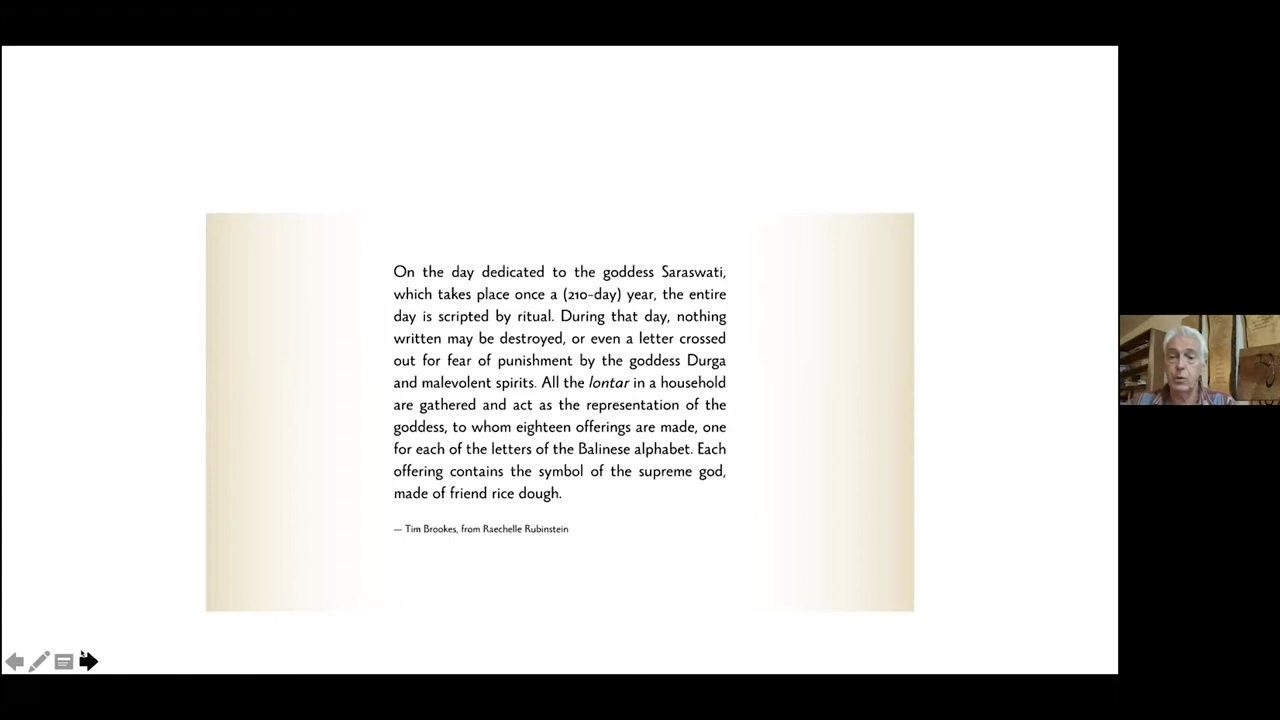 On the day dedicated to the goddess Saraswati,
which takes place once a (210-day) year, the entire
day is scripted by ritual. During that day, nothing
written may be destroyed, or even a letter crossed
out for fear of punishment by the goddess Durga
and malevolent spirits. All the lontar in a household
are gathered and act as the representation of the
goddess, to whom eighteen offerings are made, one
for each of the letters of the Balinese alphabet. Each
offering contains the symbol of the supreme god,
made of friend rice dough.
— Tim Brookes, from Raechelle Rubinstein